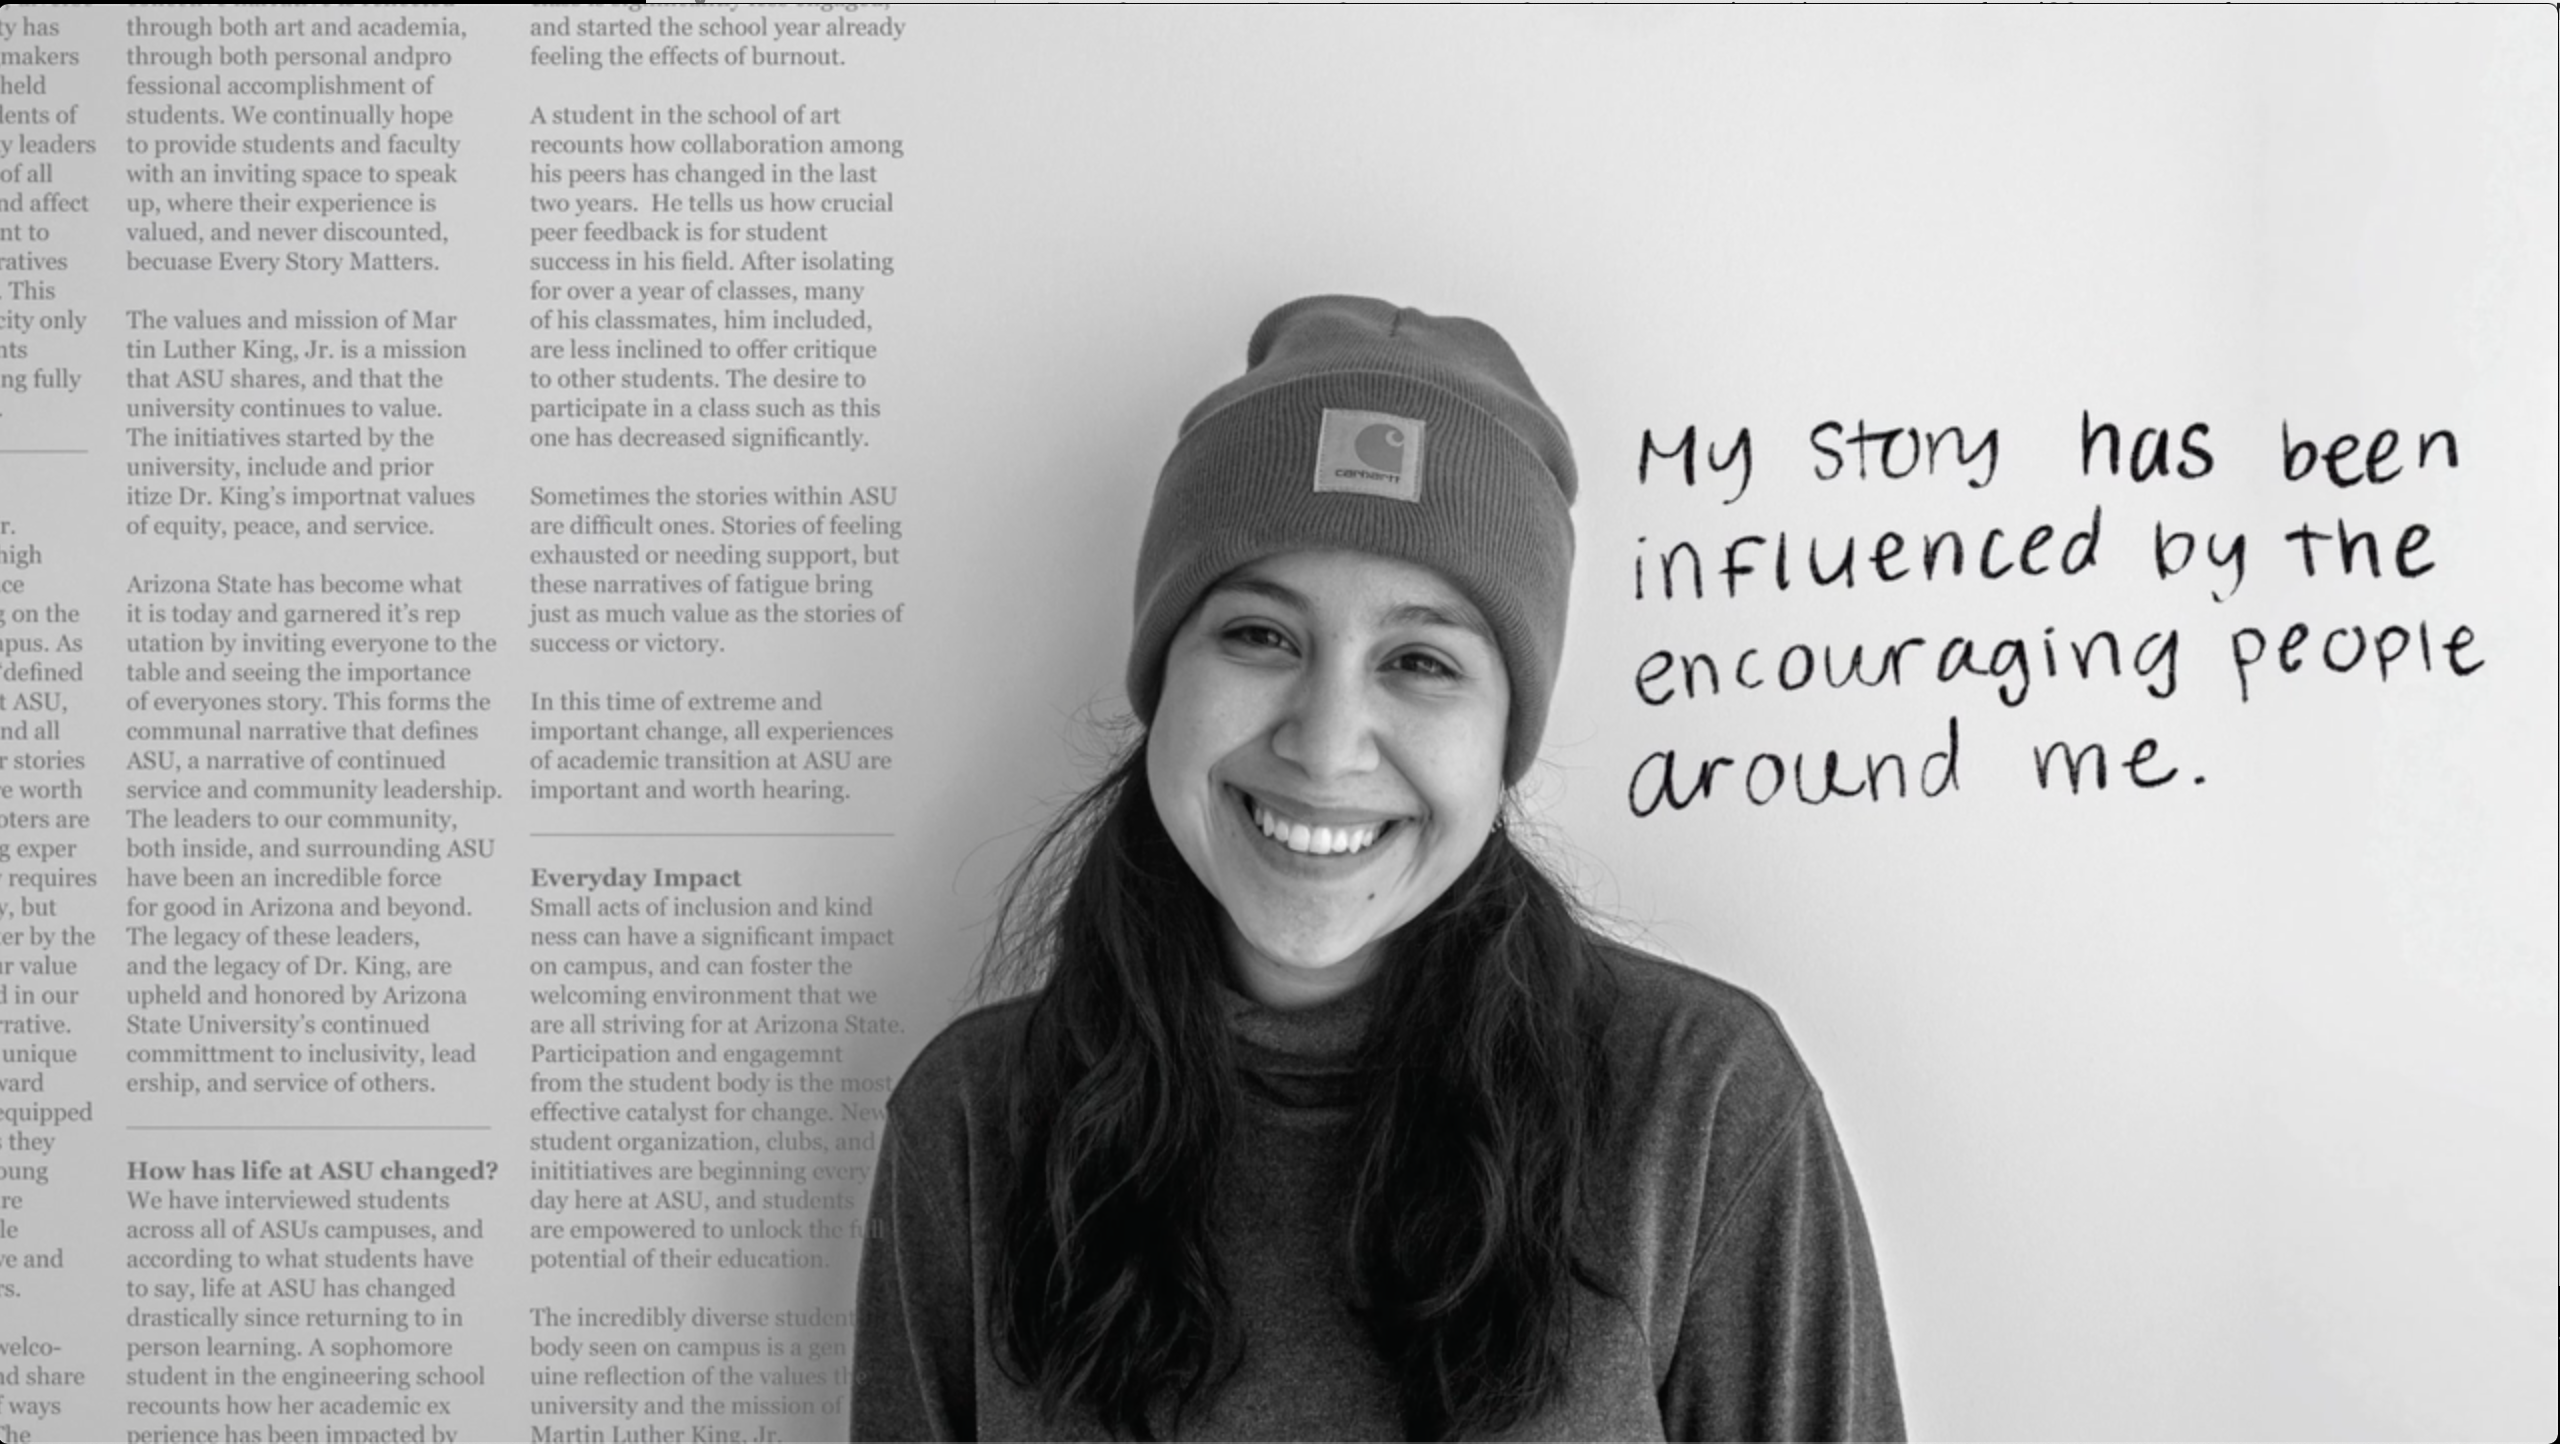 ty has
makers
held
dents of
y leaders
of all
nd affect
nt to
ratives
. This
city only
nts
ng fully
.
r.
high
ce
g on the
pus. As
defined
t ASU,
nd all
r stories
e worth
oters are
g exper
requires
y, but
er by the
r value
d in our
rrative.
unique
ward
equipped
they
oung
re
le
ve and
rs.
welco-
nd share
ways
The
through both art and academia,
through both personal andpro
fessional accomplishment of
students. We continually hope
to provide students and faculty
with an inviting space to speak
up, where their experience is
valued, and never discounted,
becuase Every Story Matters.
The values and mission of Mar
tin Luther King, Jr. is a mission
that ASU shares, and that the
university continues to value.
The initiatives started by the
university, include and prior
itize Dr. King's importnat values
of equity, peace, and service.
Arizona State has become what
it is today and garnered it's rep
utation by inviting everyone to the
table and seeing the importance
of everyones story. This forms the
communal narrative that defines
ASU, a narrative of continued
service and community leadership.
The leaders to our community,
both inside, and surrounding ASU
have been an incredible force
for good in Arizona and beyond.
The legacy of these leaders,
and the legacy of Dr. King, are
upheld and honored by Arizona
State University's continued
committment to inclusivity, lead
ership, and service of others.
How has life at ASU changed?
We have interviewed students
across all of ASUs campuses, and
according to what students have
to say, life at ASU has changed
drastically since returning to in
person learning. A sophomore
student in the engineering school
recounts how her academic ex
perience has been impacted by
and started the school year already
feeling the effects of burnout.
A student in the school of art
recounts how collaboration among
his peers has changed in the last
two years. He tells us how crucial
peer feedback is for student
success in his field. After isolating
for over a year of classes, many
of his classmates, him included,
are less inclined to offer critique
to other students. The desire to
participate in a class such as this
one has decreased significantly.
Sometimes the stories within ASU
are difficult ones. Stories of feeling
exhausted or needing support, but
these narratives of fatigue bring
just as much value as the stories of
success or victory.
In this time of extreme and
important change, all experiences
of academic transition at ASU are
important and worth hearing.
Everyday Impact
Small acts of inclusion and kind
ness can have a significant impact
on campus, and can foster the
welcoming environment that we
are all striving for at Arizona State.
Participation and engagemnt
from the student body is the most
effective catalyst for change. New
student organization, clubs, and
inititiatives are beginning every
day here at ASU, and students
are empowered to unlock the full
potential of their education.
The incredibly diverse student
body seen on campus is a gen
uine reflection of the values the
university and the mission of
Martin Luther King, Jr.
carhartt
My story has been
influenced by the
encouraging people
around me.